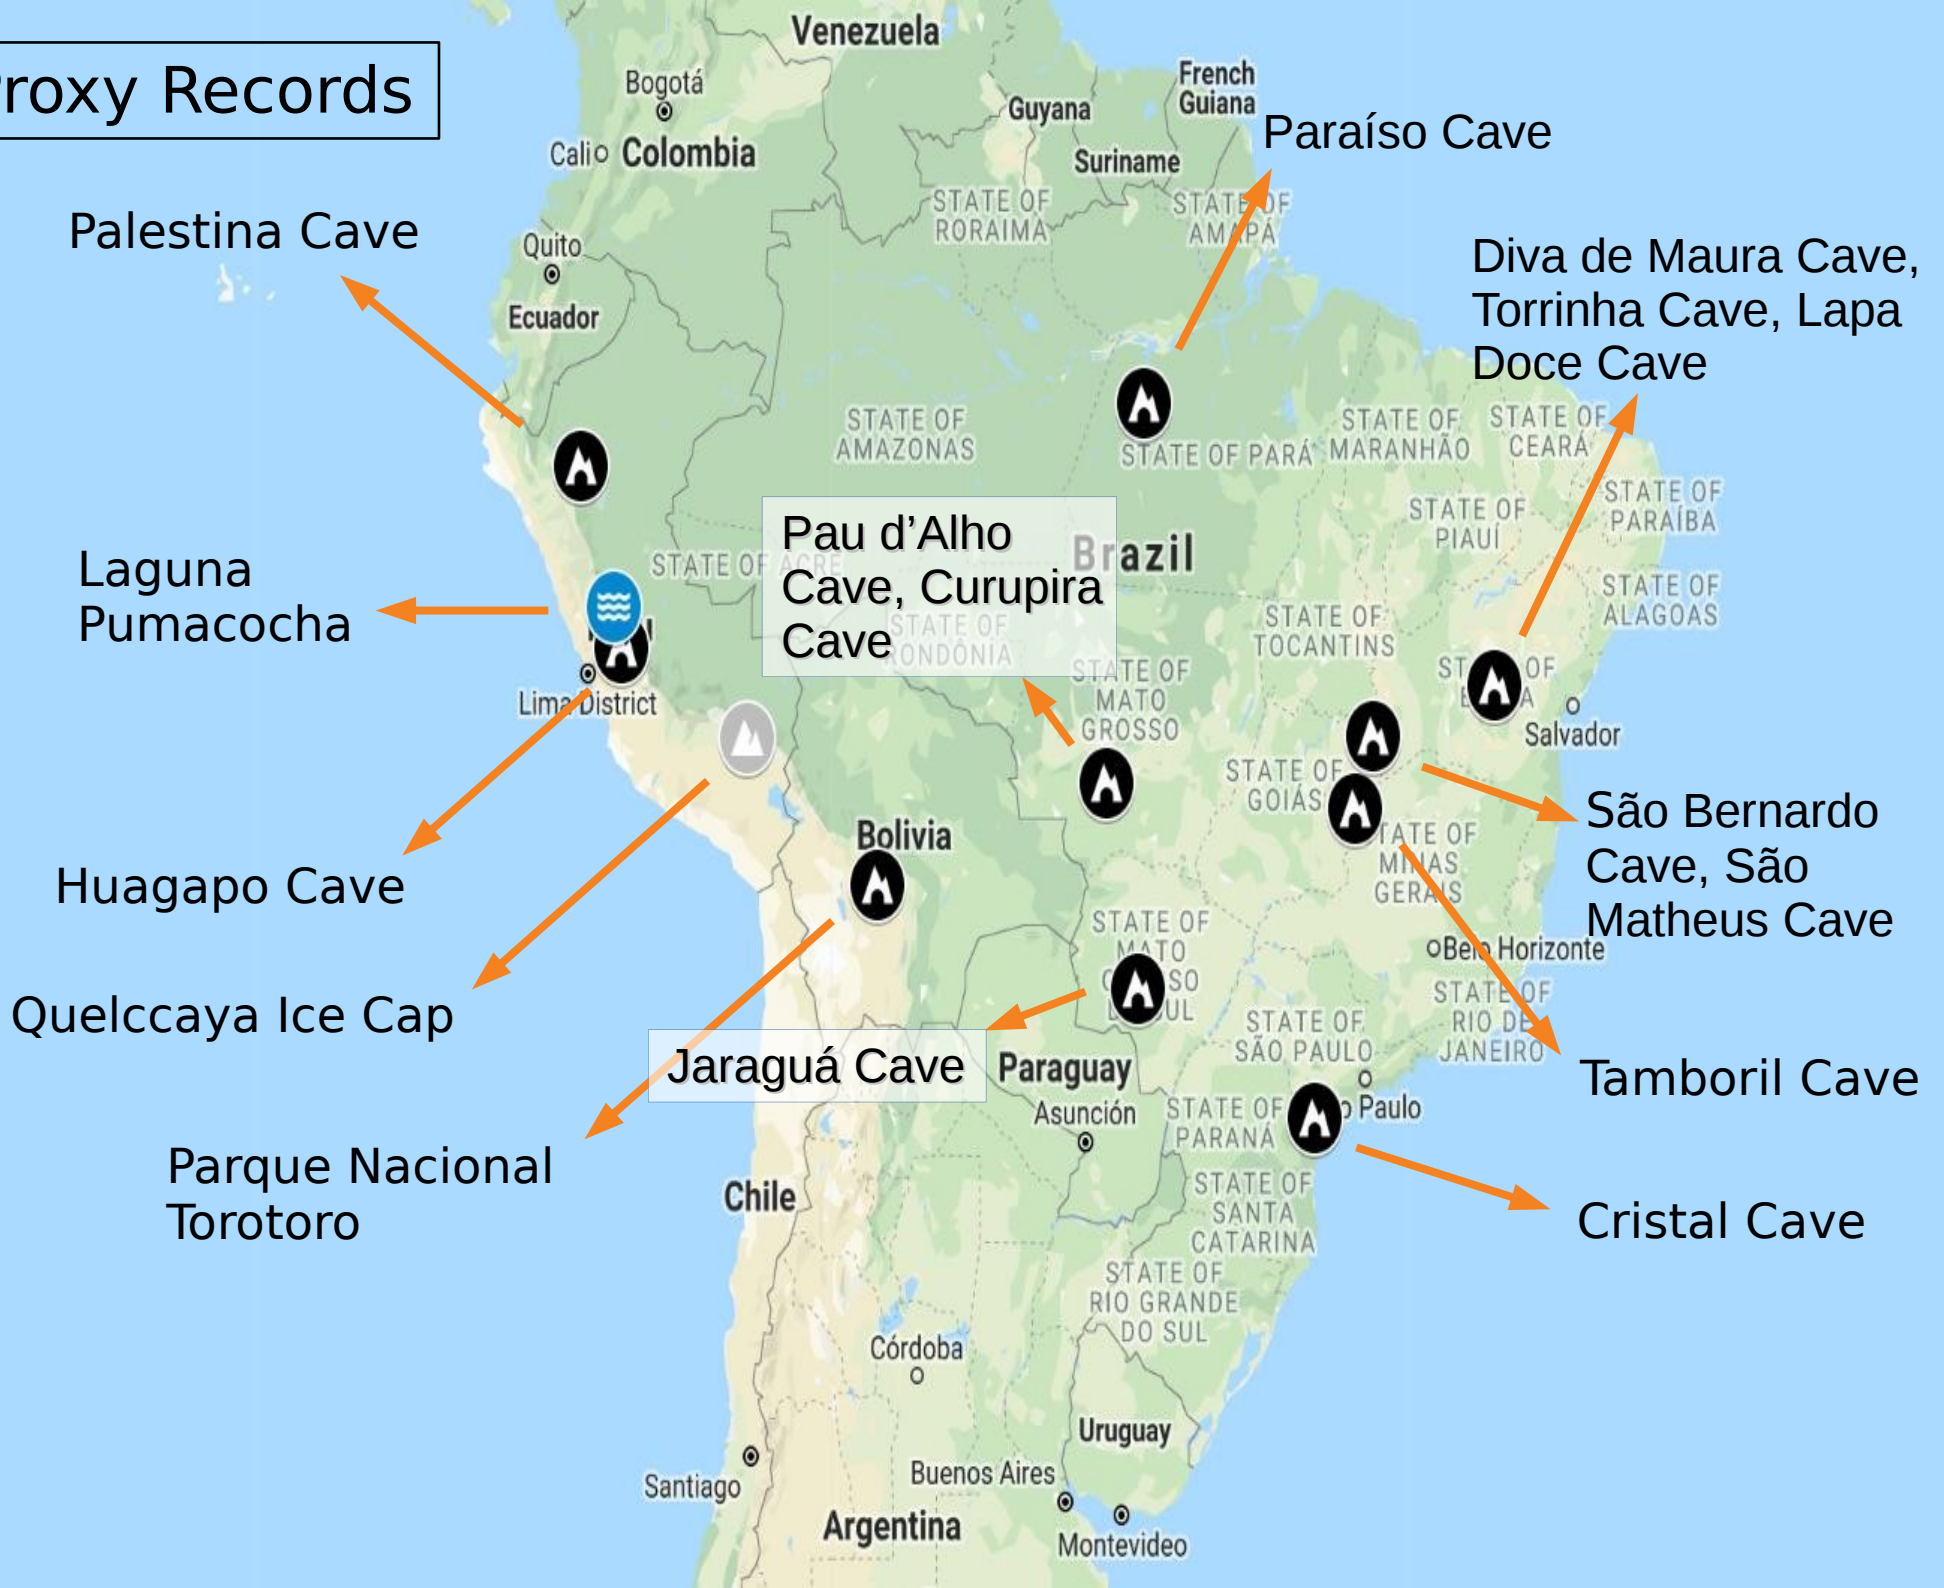 roxy Records
Venezuela
Bogotá
Cali
Colombia
Guyana
French
Guiana
Suriname
Paraíso Cave
STATE OF
RORAIMA
STATE OF
AMAPÁ
Palestina Cave
Quito
Ecuador
Diva de Maura Cave,
Torrinha Cave, Lapa
Doce Cave
STATE OF
AMAZONAS
STATE OF PARÁ
STATE OF
MARANHÃO
STATE OF
CEARÁ
STATE OF
PIAUÍ
STATE OF
PARAÍBA
STATE OF
ALAGOAS
Pau d’Alho
Cave, Curupira
Cave
Brazil
STATE OF ACRE
STATE OF
RONDÔNIA
Laguna
Pumacocha
Lima District
STATE OF
TOCANTINS
STATE OF
MATO
GROSSO
ST OF
Salvador
STATE OF
GOIÁS
São Bernardo
Cave, São
Matheus Cave
Huagapo Cave
Bolivia
TATE OF
MINAS
GERAIS
STATE OF
MATO
SO
UL
Belo Horizonte
Quelccaya Ice Cap
STATE OF
RIO DE
JANEIRO
STATE OF
SÃO PAULO
Jaraguá Cave
Paraguay
Asunción
Tamboril Cave
STATE OF
PARANÁ
o Paulo
Parque Nacional
Torotoro
Chile
STATE OF
SANTA
CATARINA
Cristal Cave
STATE OF
RIO GRANDE
DO SUL
Córdoba
Uruguay
Santiago
Buenos Aires
Argentina
Montevideo